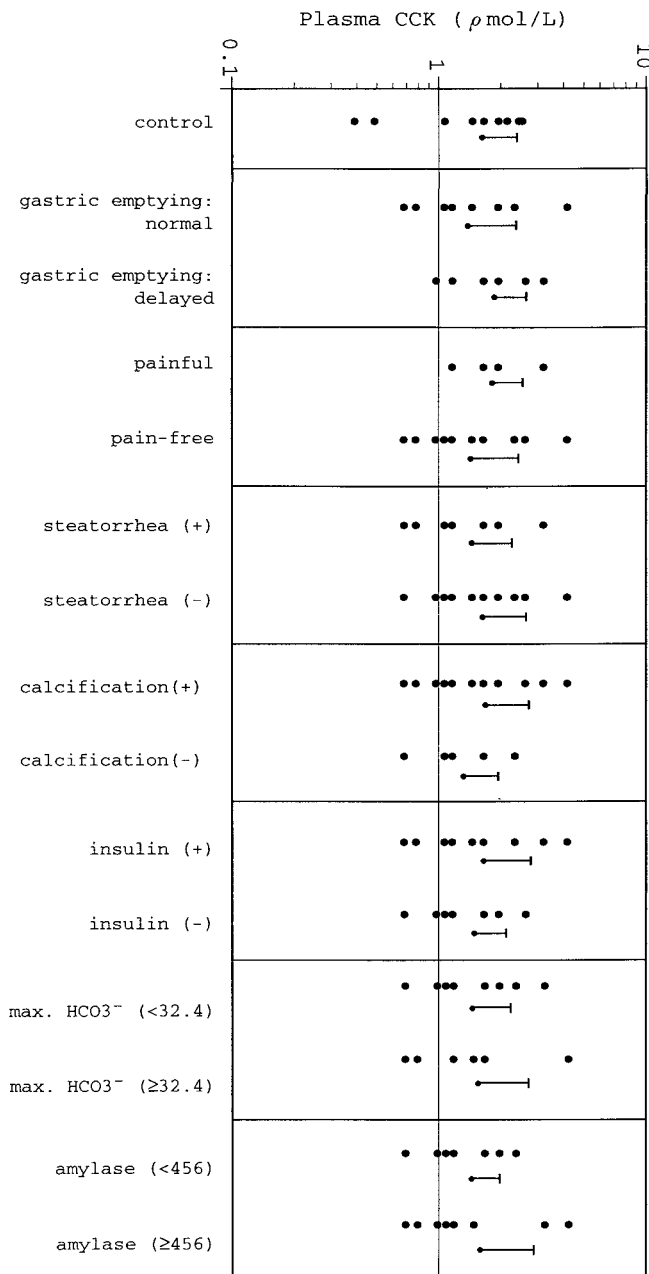 Plasma CCK ( ρ mol/L)
0.1
1
10
control
gastric emptying:
normal
gastric emptying:
delayed
painful
pain-free
steatorrhea (+)
steatorrhea (-)
calcification(+)
calcification(-)
insulin (+)
insulin (-)
max. HCO3⁻ (<32.4)
max. HCO3⁻ (≥32.4)
amylase (<456)
amylase (≥456)